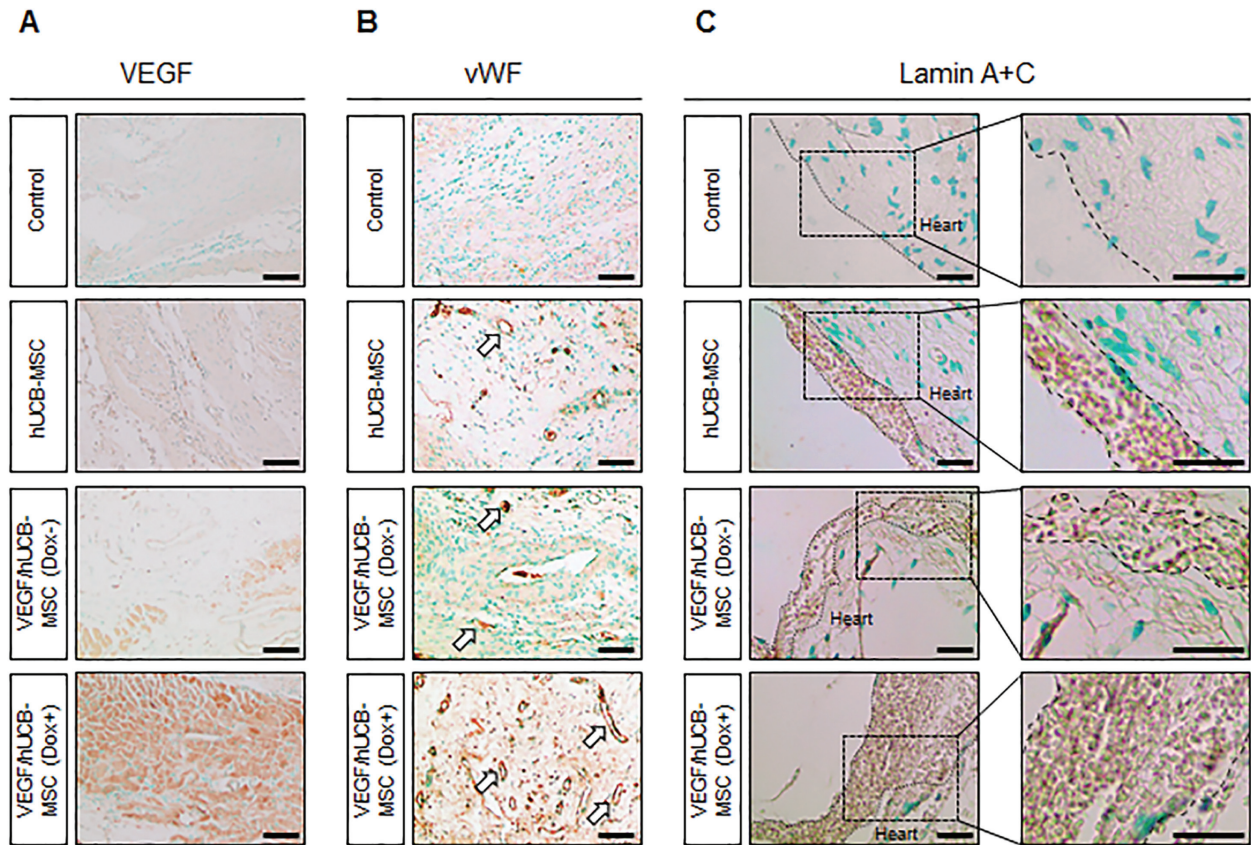 A
B
C
VEGF
vWF
Lamin A+C
Control
Control
Control
Heart
hUCB-MSC
hUCB-MSC
hUCB-MSC
Heart
VEGF/hUCB-
MSC (Dox-)
VEGF/hUCB-
MSC (Dox-)
VEGF/hUCB-
MSC (Dox-)
Heart
VEGF/hUCB-
MSC (Dox+)
VEGF/hUCB-
MSC (Dox+)
VEGF/hUCB-
MSC (Dox+)
Heart